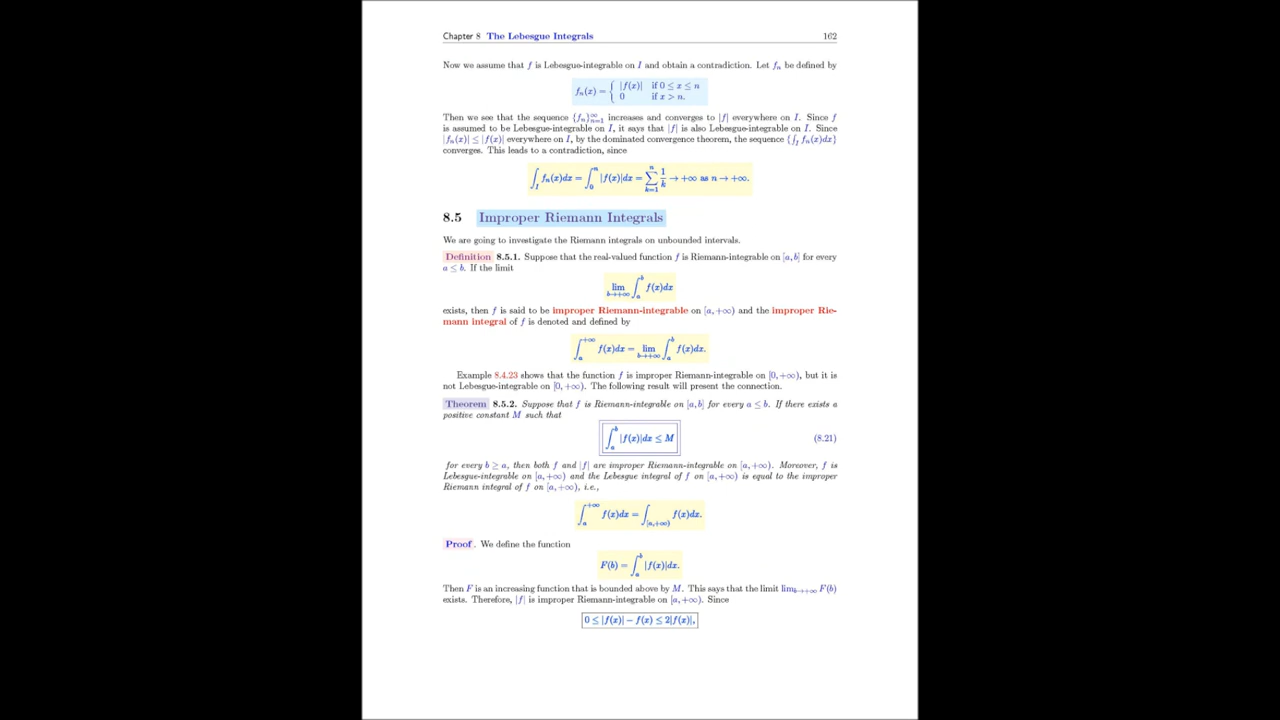 Chapter 8 The Lebesgue Integrals 162
Now we assume that f is Lebesgue-integrable on I and obtain a contradiction. Let fₙ be defined by
fₙ(x) = { |f(x)| if 0 ≤ x ≤ n
0 if x > n.
Then we see that the sequence {fₙ}∞ₙ₌₁ increases and converges to |f| everywhere on I. Since f
is assumed to be Lebesgue-integrable on I, it says that |f| is also Lebesgue-integrable on I. Since
|fₙ(x)| ≤ |f(x)| everywhere on I, by the dominated convergence theorem, the sequence {∫_I fₙ(x)dx}
converges. This leads to a contradiction, since
∫_I fₙ(x)dx = ∫_0^n |f(x)|dx = ∑_{k=1}^n 1/k → +∞ as n → +∞.
8.5 Improper Riemann Integrals
We are going to investigate the Riemann integrals on unbounded intervals.
Definition 8.5.1. Suppose that the real-valued function f is Riemann-integrable on [a, b] for every
a ≤ b. If the limit
lim_{b→+∞} ∫_a^b f(x)dx
exists, then f is said to be improper Riemann-integrable on [a, +∞) and the improper Rie-
mann integral of f is denoted and defined by
∫_a^{+∞} f(x)dx = lim_{b→+∞} ∫_a^b f(x)dx.
Example 8.4.23 shows that the function f is improper Riemann-integrable on [0, +∞), but it is
not Lebesgue-integrable on [0, +∞). The following result will present the connection.
Theorem 8.5.2. Suppose that f is Riemann-integrable on [a, b] for every a ≤ b. If there exists a
positive constant M such that
∫_a^b |f(x)|dx ≤ M (8.21)
for every b ≥ a, then both f and |f| are improper Riemann-integrable on [a, +∞). Moreover, f is
Lebesgue-integrable on [a, +∞) and the Lebesgue integral of f on [a, +∞) is equal to the improper
Riemann integral of f on [a, +∞), i.e.,
∫_a^{+∞} f(x)dx = ∫_{[a,+∞)} f(x)dx.
Proof. We define the function
F(b) = ∫_a^b |f(x)|dx.
Then F is an increasing function that is bounded above by M. This says that the limit lim_{b→+∞} F(b)
exists. Therefore, |f| is improper Riemann-integrable on [a, +∞). Since
0 ≤ |f(x)| − f(x) ≤ 2|f(x)|,